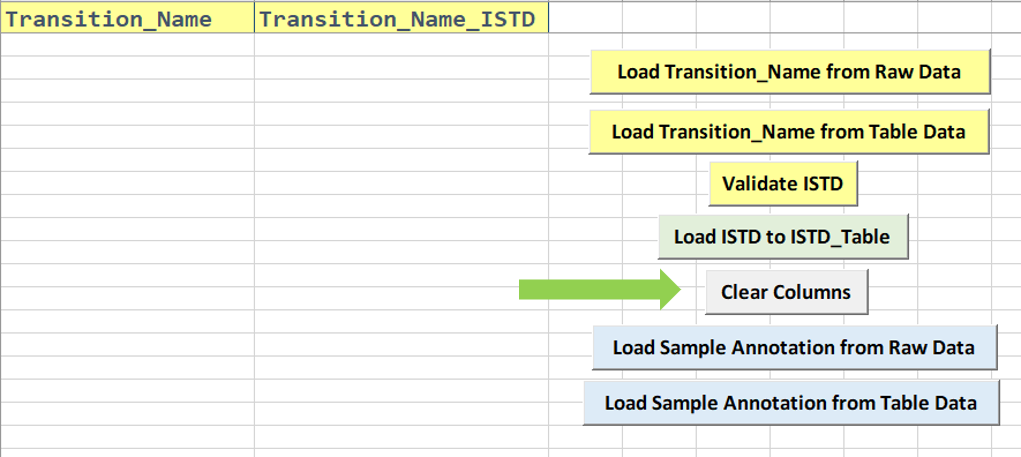 Transition_Name Transition_Name_ISTD
Load Transition_Name from Raw Data
Load Transition_Name from Table Data
Validate ISTD
Load ISTD to ISTD_Table
Clear Columns
Load Sample Annotation from Raw Data
Load Sample Annotation from Table Data